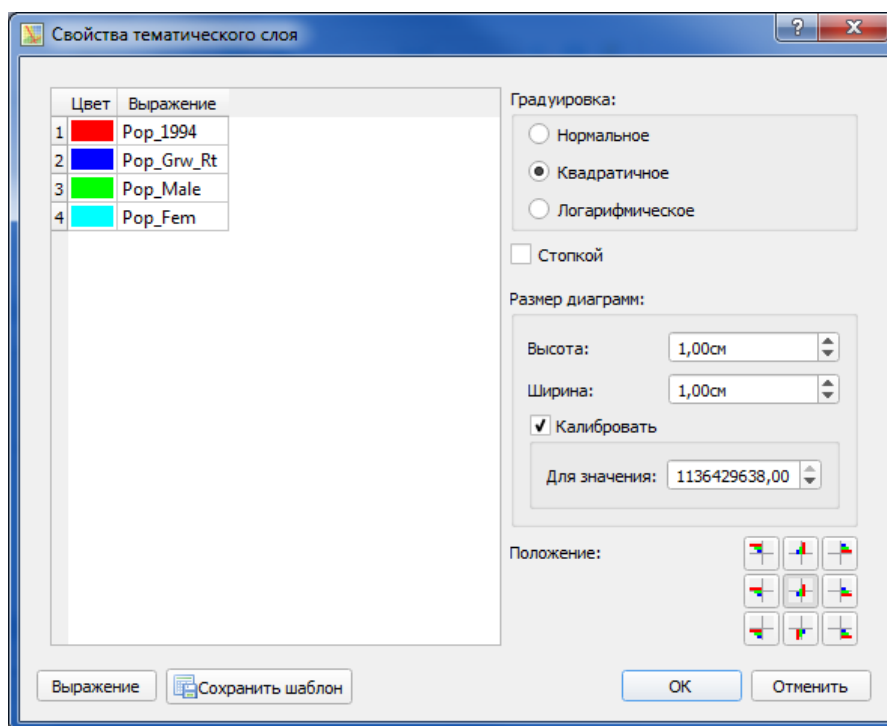 Свойства тематического слоя
Цвет Выражение
1 Pop_1994
2 Pop_Grw_Rt
3 Pop_Male
4 Pop_Fem
Градуировка:
Нормальное
Квадратичное
Логарифмическое
Стопкой
Размер диаграмм:
Высота: 1,00см
Ширина: 1,00см
Калибровать
Для значения: 1136429638,00
Положение:
Выражение
Сохранить шаблон
ОК
Отменить